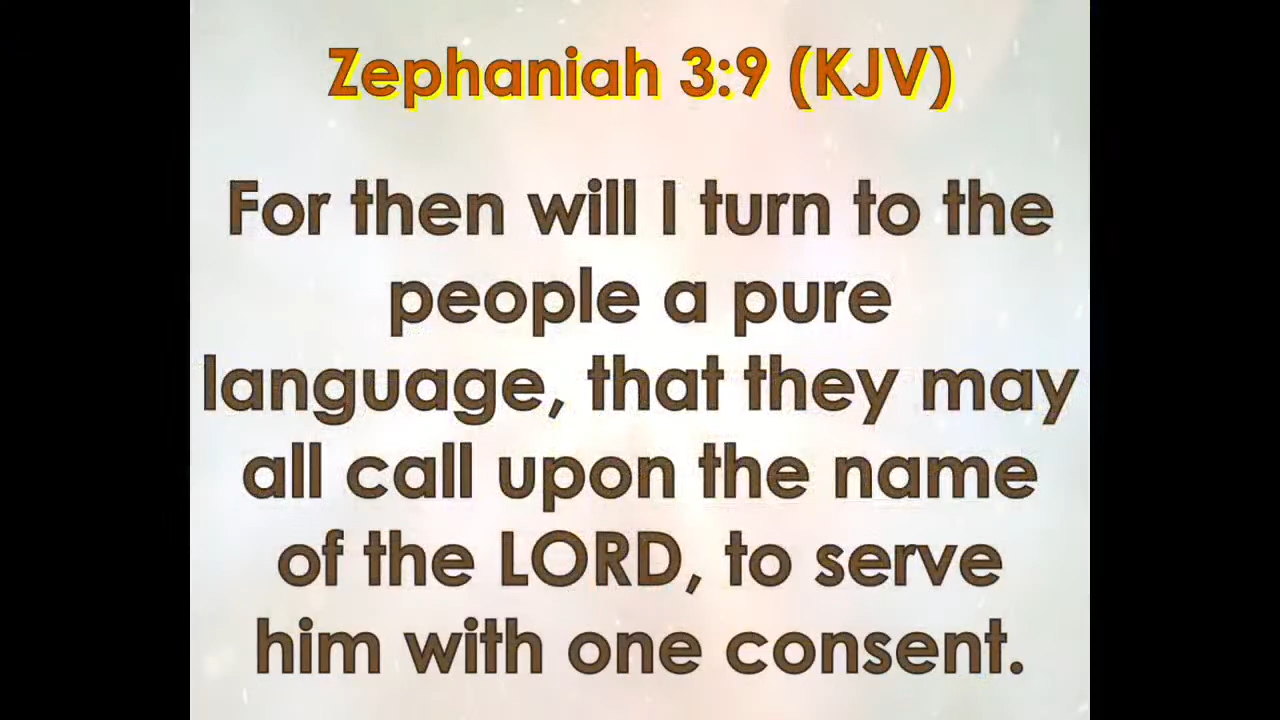 Zephaniah 3:9 (KJV)
For then will I turn to the
people a pure
language, that they may
all call upon the name
of the LORD, to serve
him with one consent.